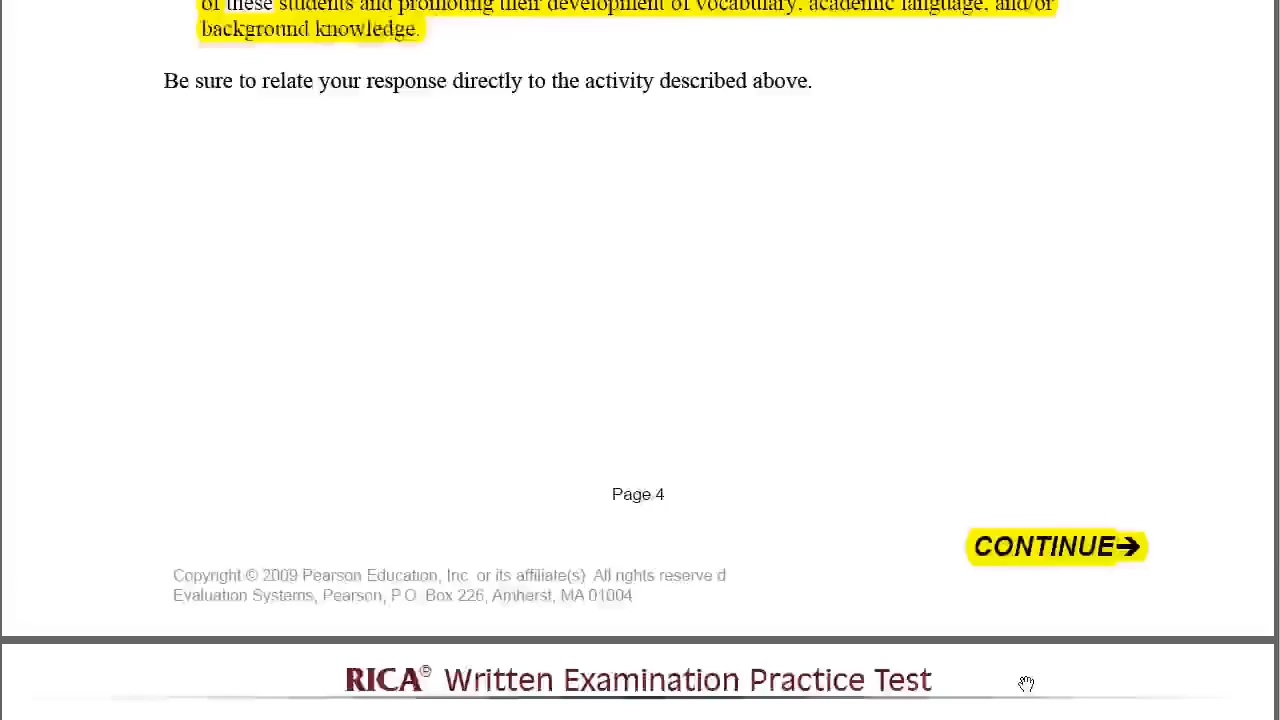 of these students and promoting their development of vocabulary, academic language, and/or
background knowledge.
Be sure to relate your response directly to the activity described above.
Page 4
CONTINUE→
Copyright © 2009 Pearson Education, Inc. or its affiliate(s). All rights reserve d
Evaluation Systems, Pearson, P.O. Box 226, Amherst, MA 01004
RICA® Written Examination Practice Test